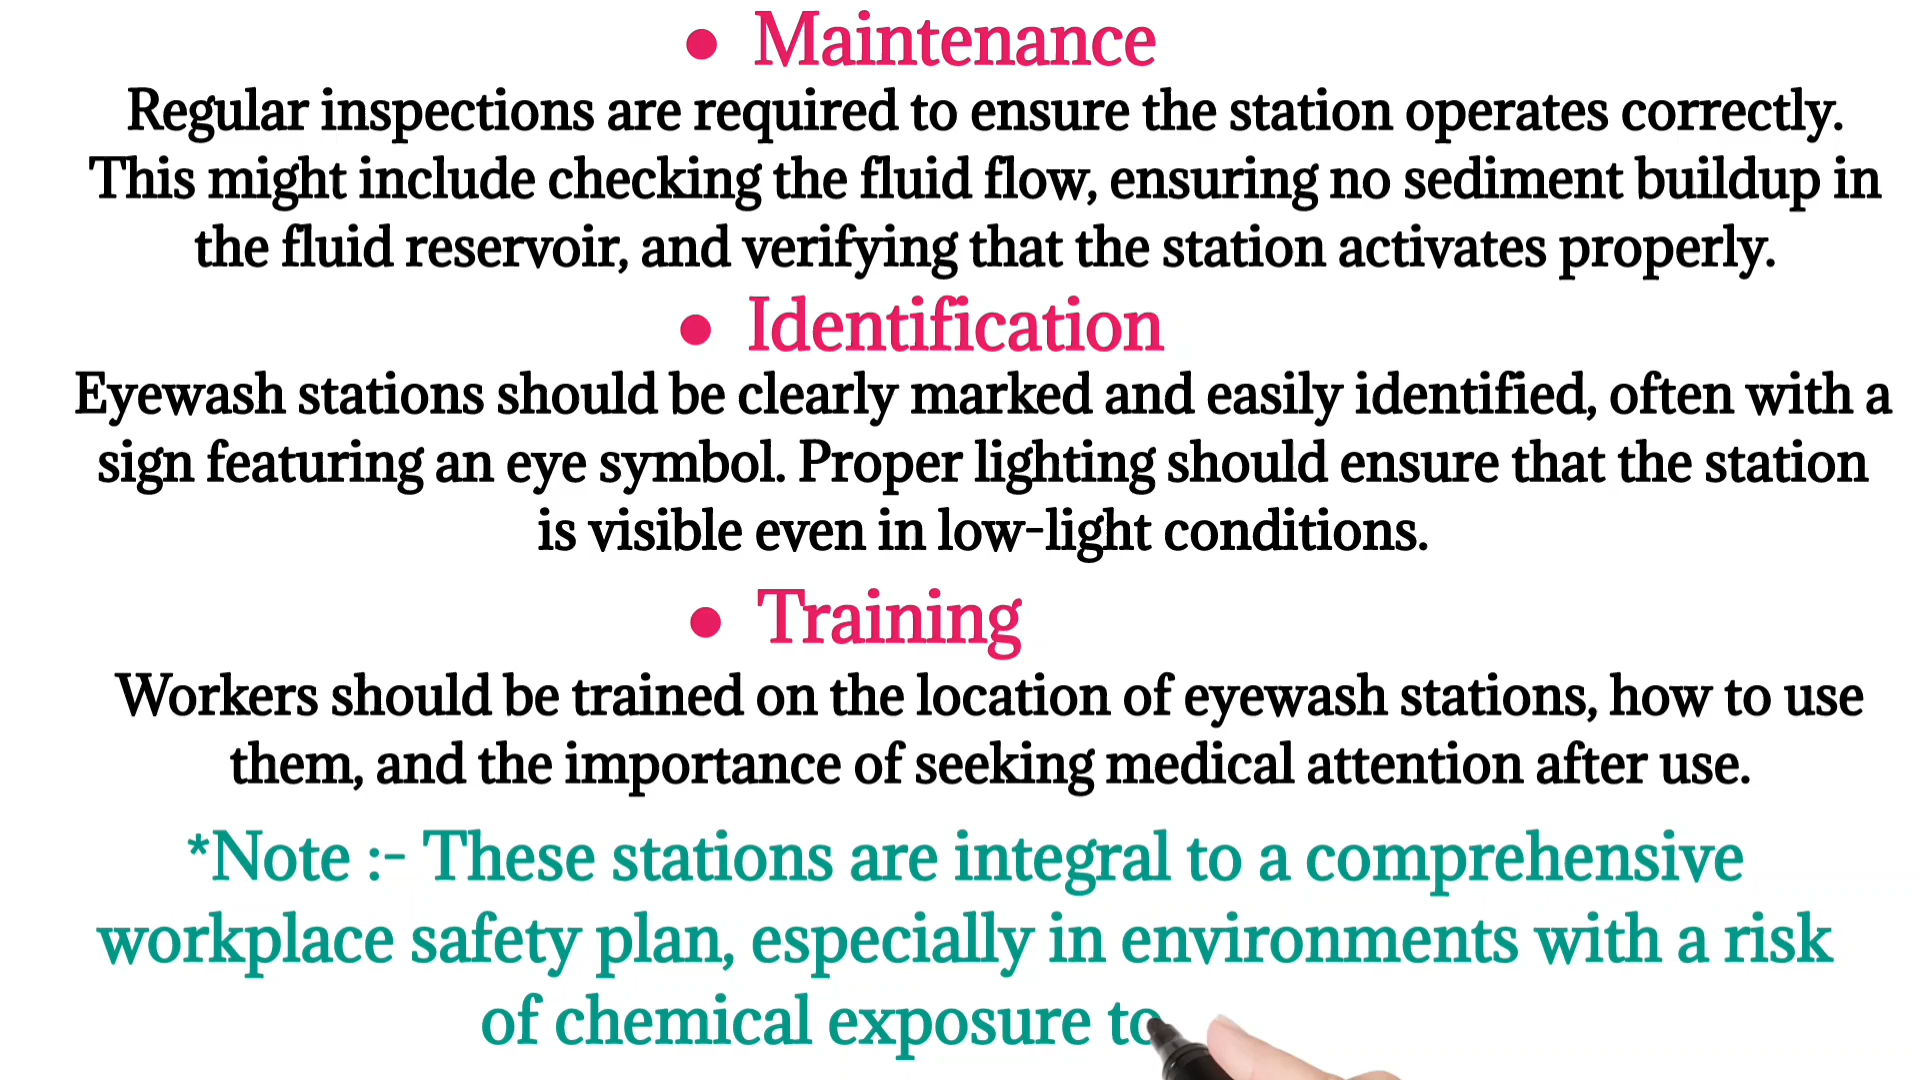 ● Maintenance
Regular inspections are required to ensure the station operates correctly.
This might include checking the fluid flow, ensuring no sediment buildup in
the fluid reservoir, and verifying that the station activates properly.
● Identification
Eyewash stations should be clearly marked and easily identified, often with a
sign featuring an eye symbol. Proper lighting should ensure that the station
is visible even in low-light conditions.
● Training
Workers should be trained on the location of eyewash stations, how to use
them, and the importance of seeking medical attention after use.
*Note :- These stations are integral to a comprehensive
workplace safety plan, especially in environments with a risk
of chemical exposure to